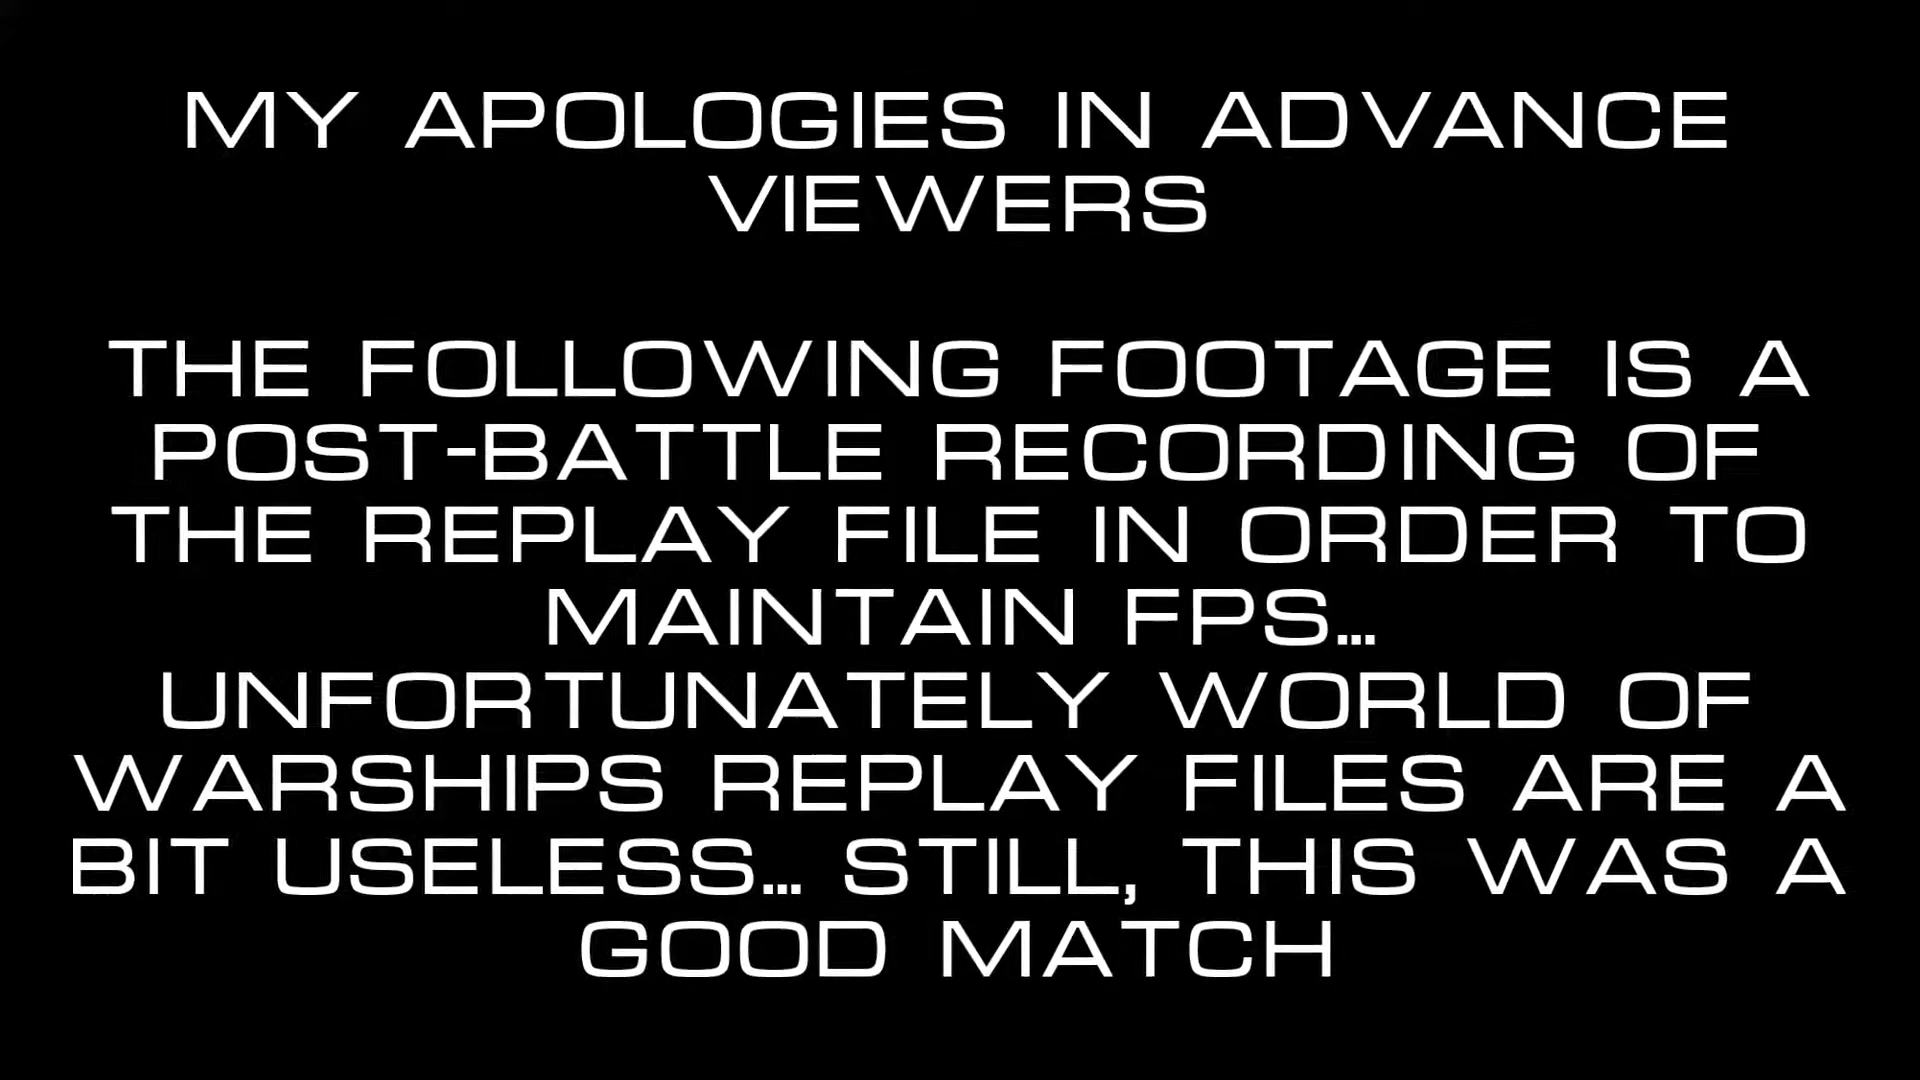 MY APOLOGIES IN ADVANCE
VIEWERS
THE FOLLOWING FOOTAGE IS A
POST-BATTLE RECORDING OF
THE REPLAY FILE IN ORDER TO
MAINTAIN FPS...
UNFORTUNATELY WORLD OF
WARSHIPS REPLAY FILES ARE A
BIT USELESS... STILL, THIS WAS A
GOOD MATCH